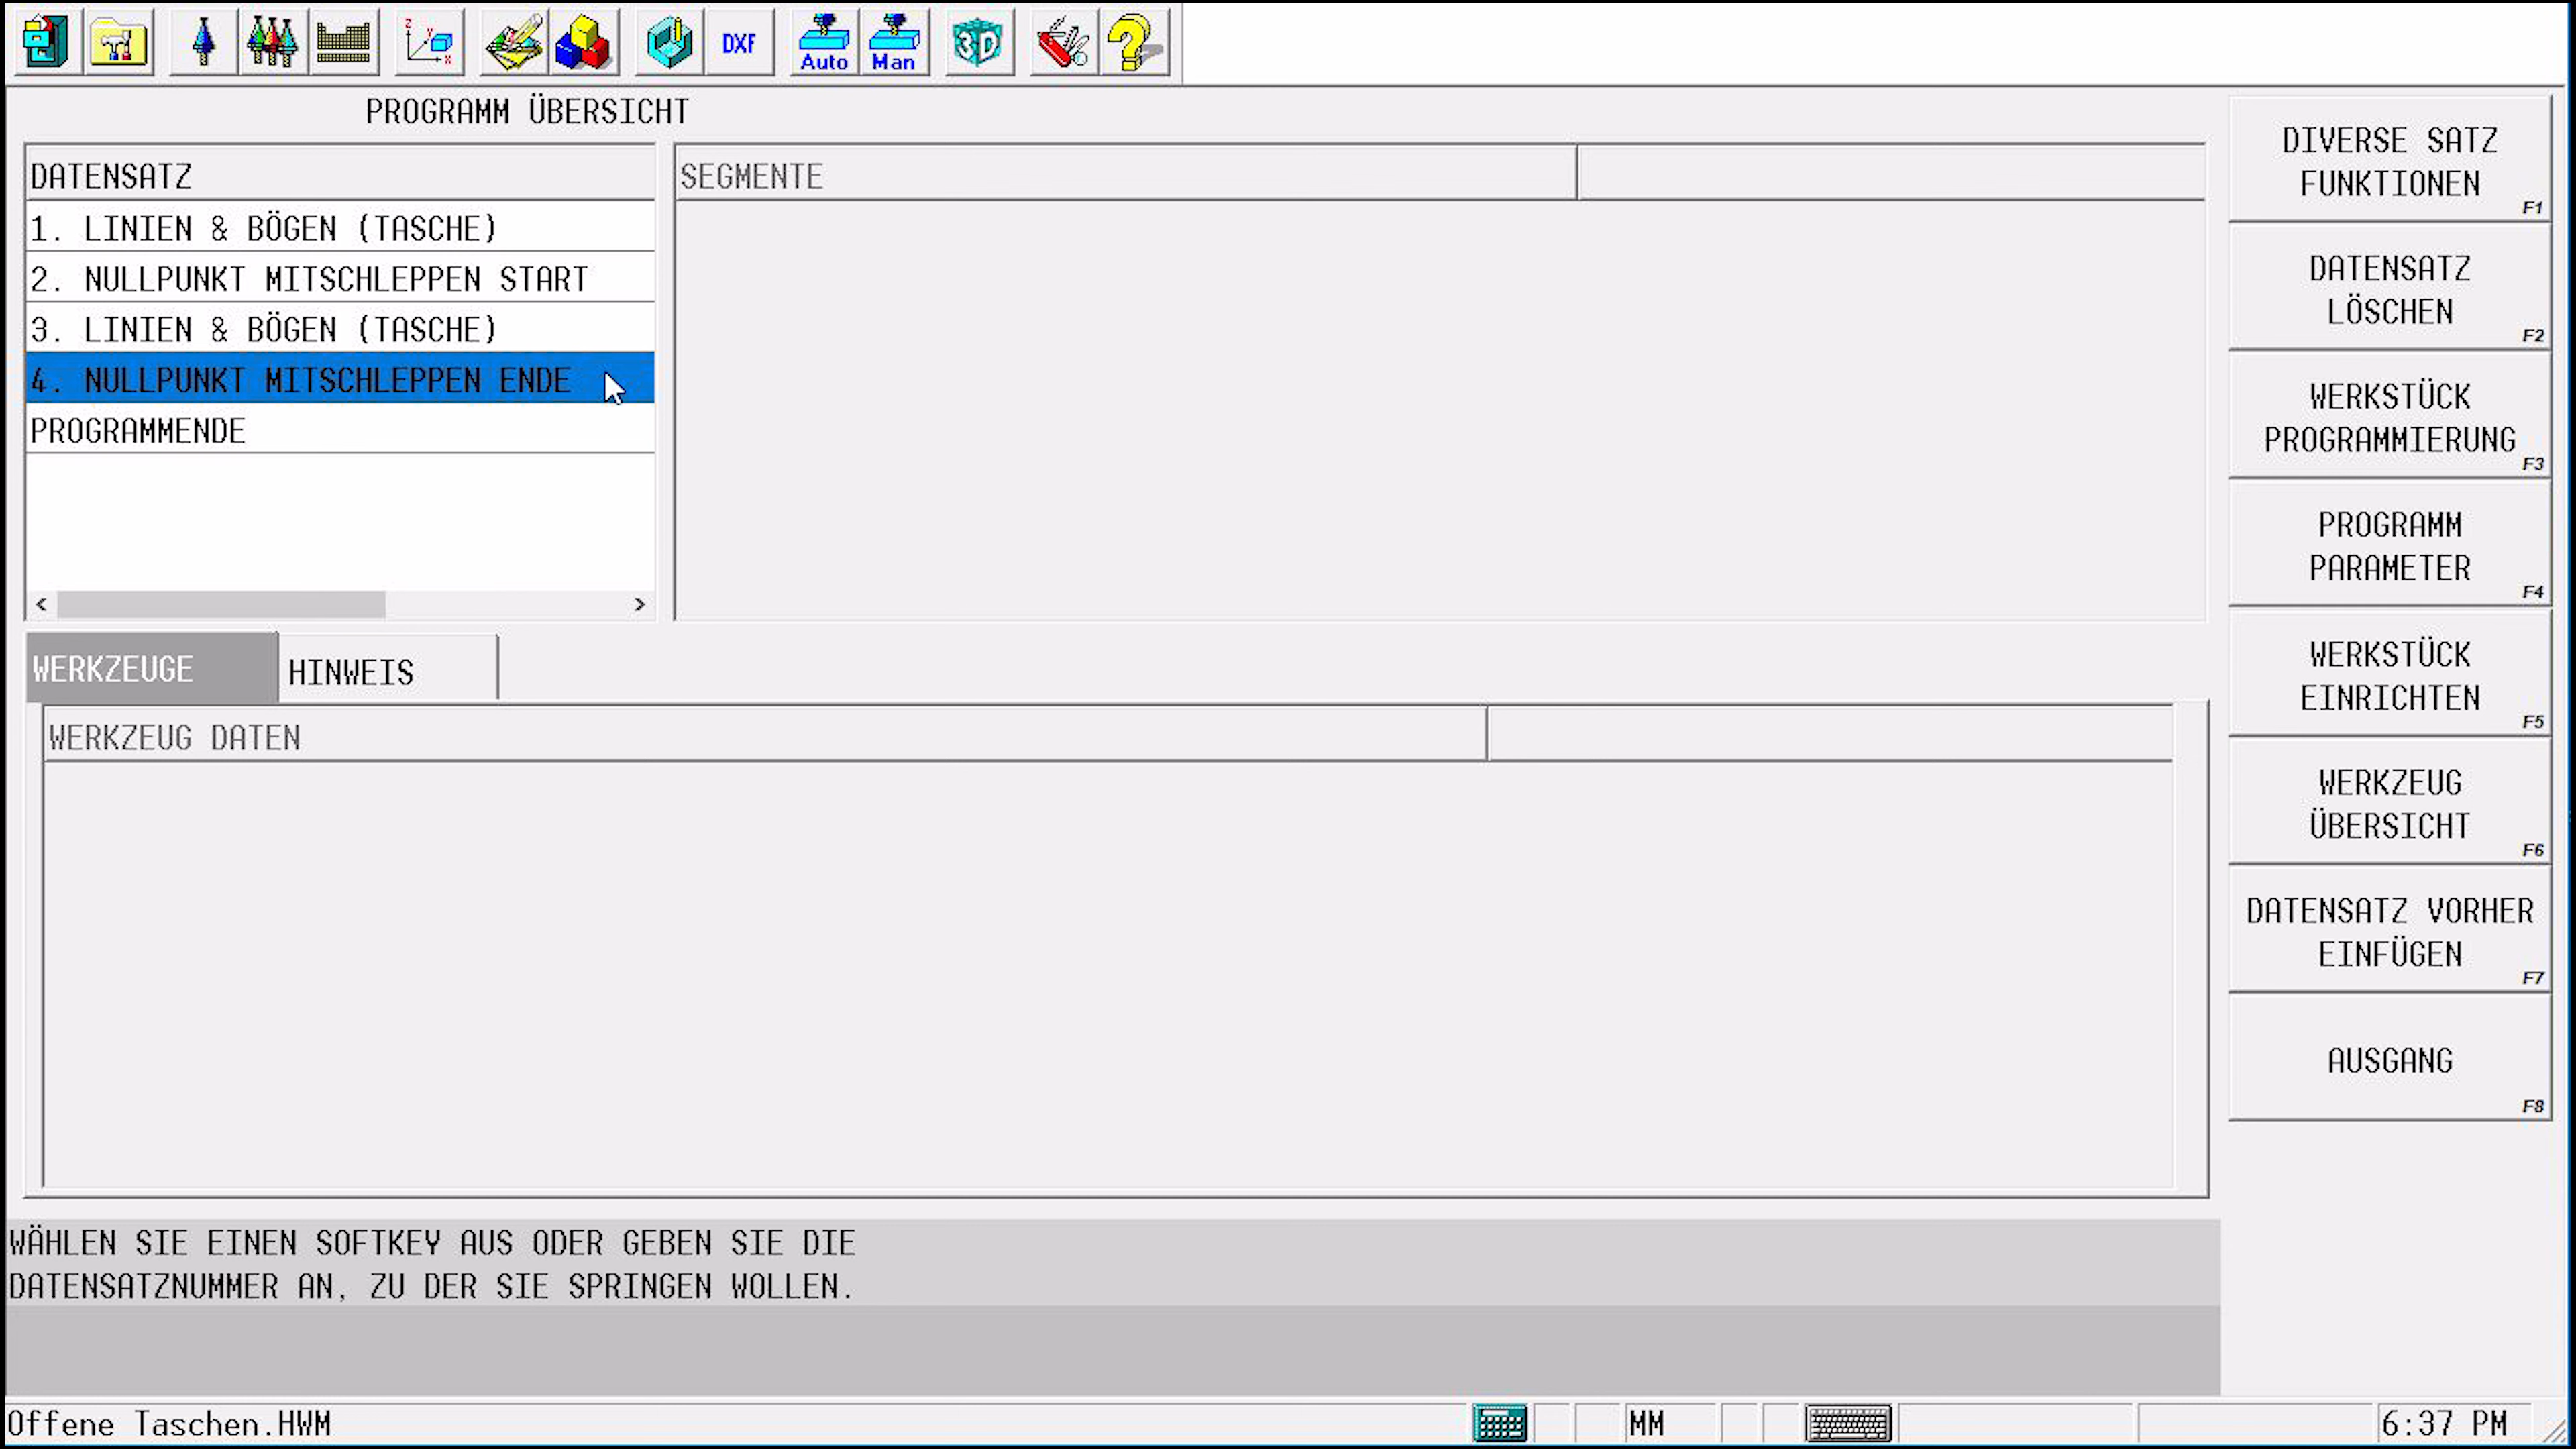 DXF
Auto
Man
3D
PROGRAMM ÜBERSICHT
DATENSATZ
1. LINIEN & BÖGEN (TASCHE)
2. NULLPUNKT MITSCHLEPPEN START
3. LINIEN & BÖGEN (TASCHE)
4. NULLPUNKT MITSCHLEPPEN ENDE
PROGRAMMENDE
SEGMENTE
WERKZEUGE
HINWEIS
WERKZEUG DATEN
DIVERSE SATZ
FUNKTIONEN
F1
DATENSATZ
LÖSCHEN
F2
WERKSTÜCK
PROGRAMMIERUNG
F3
PROGRAMM
PARAMETER
F4
WERKSTÜCK
EINRICHTEN
F5
WERKZEUG
ÜBERSICHT
F6
DATENSATZ VORHER
EINFÜGEN
F7
AUSGANG
F8
WÄHLEN SIE EINEN SOFTKEY AUS ODER GEBEN SIE DIE
DATENSATZNUMMER AN, ZU DER SIE SPRINGEN WOLLEN.
Offene Taschen.HWM
MM
6:37 PM